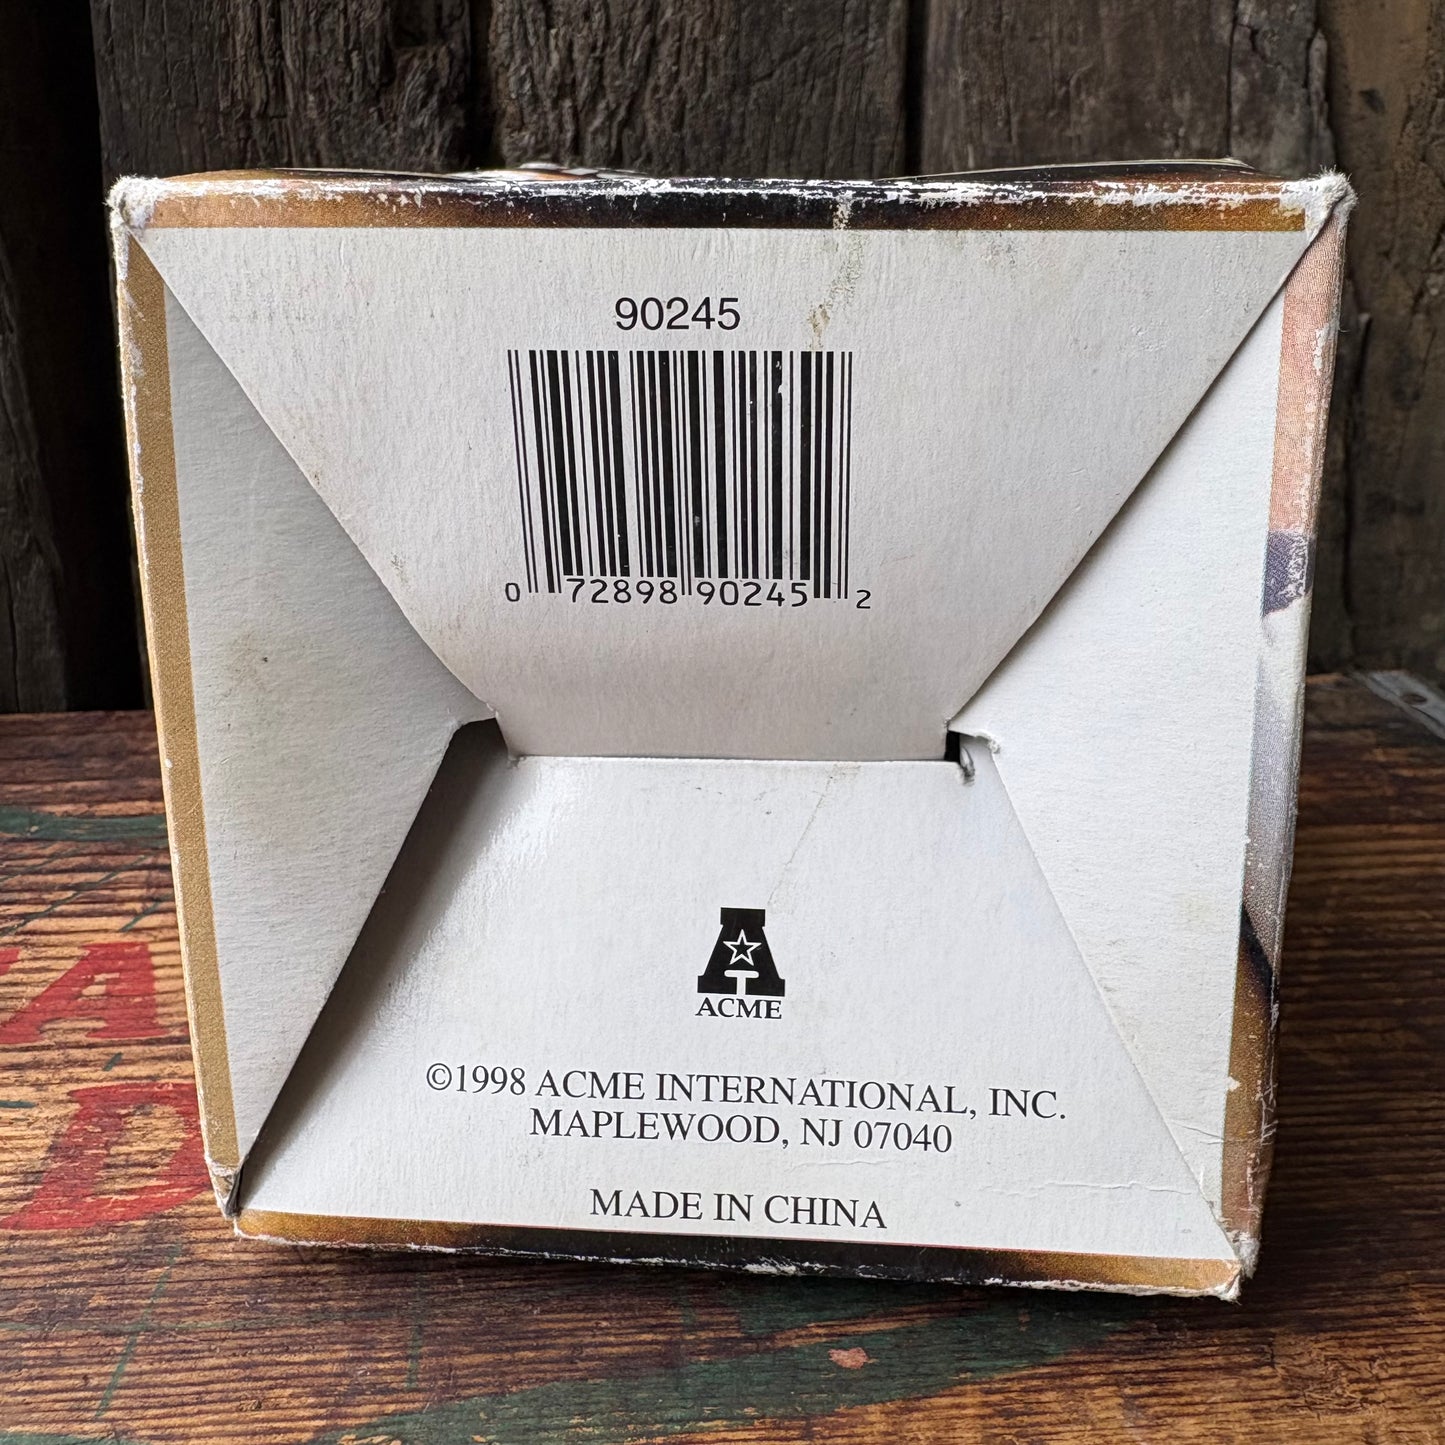 90245
0 72898 90245 2
A
ACME
©1998 ACME INTERNATIONAL, INC.
MAPLEWOOD, NJ 07040
MADE IN CHINA
A
D